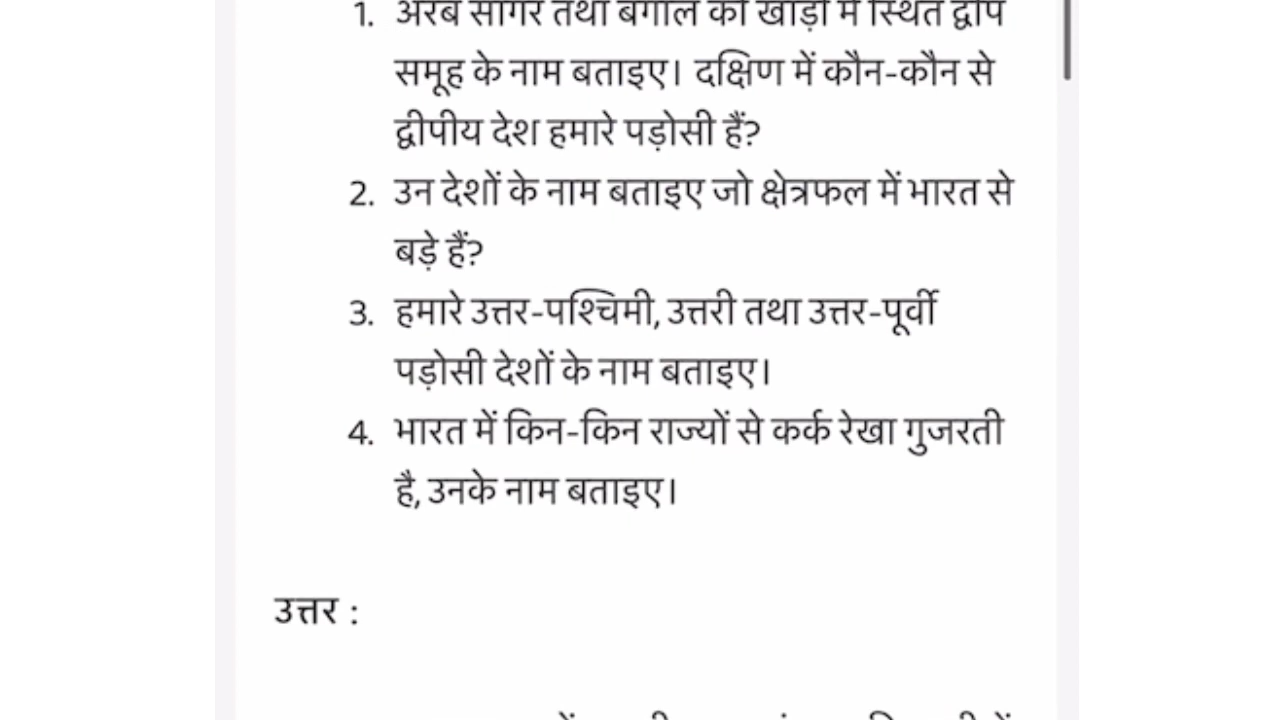 1. अरब सागर तथा बंगाल की खाड़ी में स्थित द्वीप
समूह के नाम बताइए। दक्षिण में कौन-कौन से
द्वीपीय देश हमारे पड़ोसी हैं?
2. उन देशों के नाम बताइए जो क्षेत्रफल में भारत से
बड़े हैं?
3. हमारे उत्तर-पश्चिमी, उत्तरी तथा उत्तर-पूर्वी
पड़ोसी देशों के नाम बताइए।
4. भारत में किन-किन राज्यों से कर्क रेखा गुजरती
है, उनके नाम बताइए।
उत्तर :